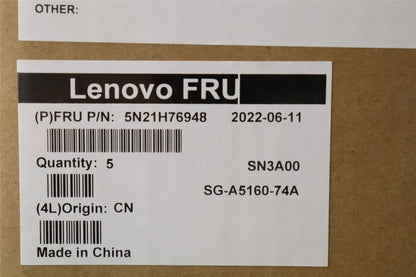 OTHER:
Lenovo FRU
(P)FRU P/N: 5N21H76948 2022-06-11
Quantity: 5
SN3A00
SG-A5160-74A
(4L)Origin: CN
Made in China